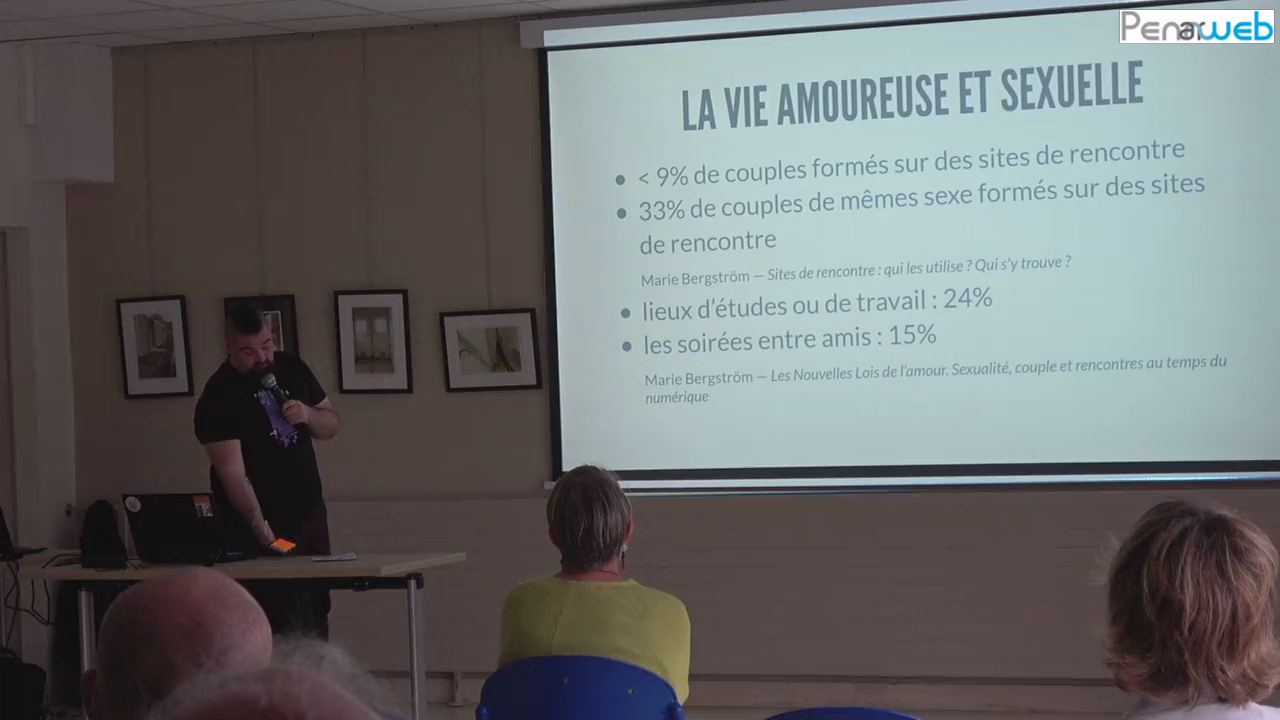 Penarweb
LA VIE AMOUREUSE ET SEXUELLE
• < 9% de couples formés sur des sites de rencontre
• 33% de couples de mêmes sexe formés sur des sites
de rencontre
Marie Bergström — Sites de rencontre : qui les utilise ? Qui s'y trouve ?
• lieux d'études ou de travail : 24%
• les soirées entre amis : 15%
Marie Bergström — Les Nouvelles Lois de l'amour. Sexualité, couple et rencontres au temps du
numérique